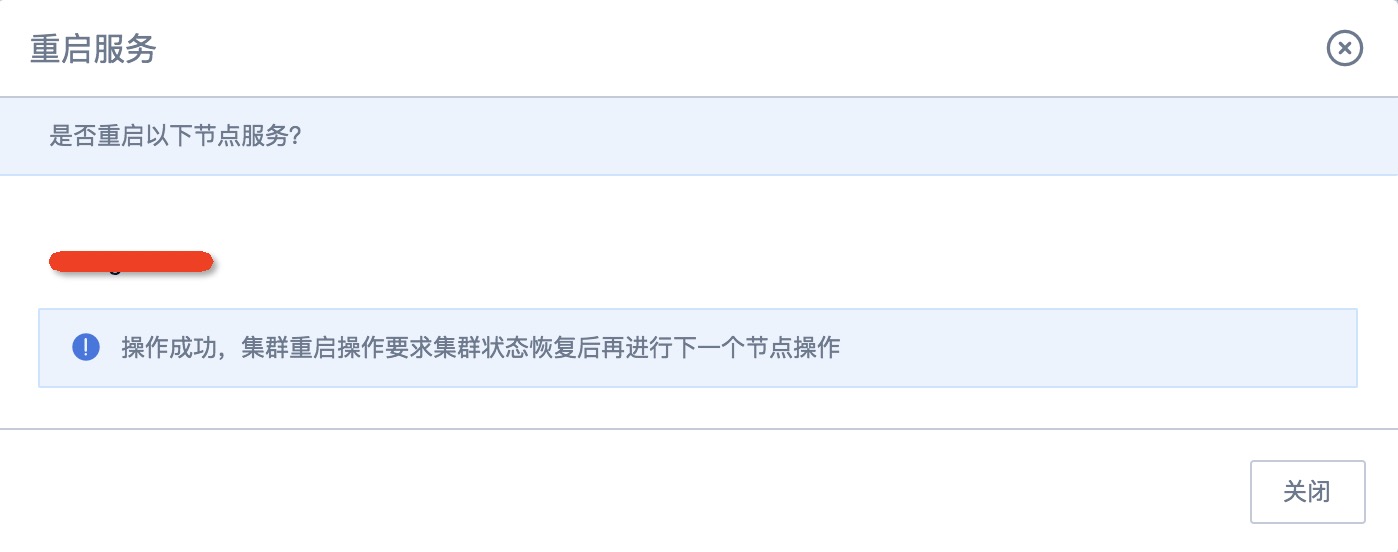 重启服务
是否重启以下节点服务?
操作成功，集群重启操作要求集群状态恢复后再进行下一个节点操作
关闭